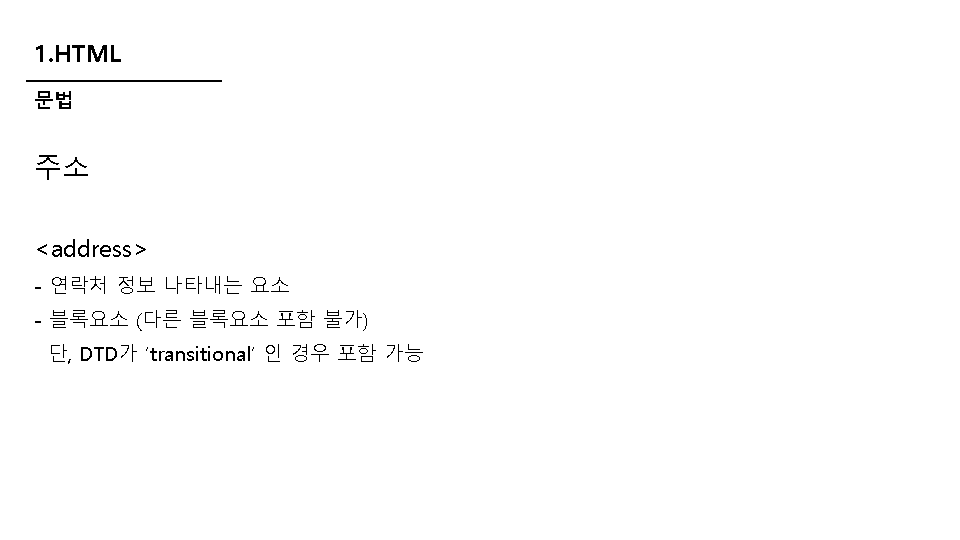 1.HTML
문법
주소
<address>
- 연락처 정보 나타내는 요소
- 블록요소 (다른 블록요소 포함 불가)
단, DTD가 ‘transitional’ 인 경우 포함 가능